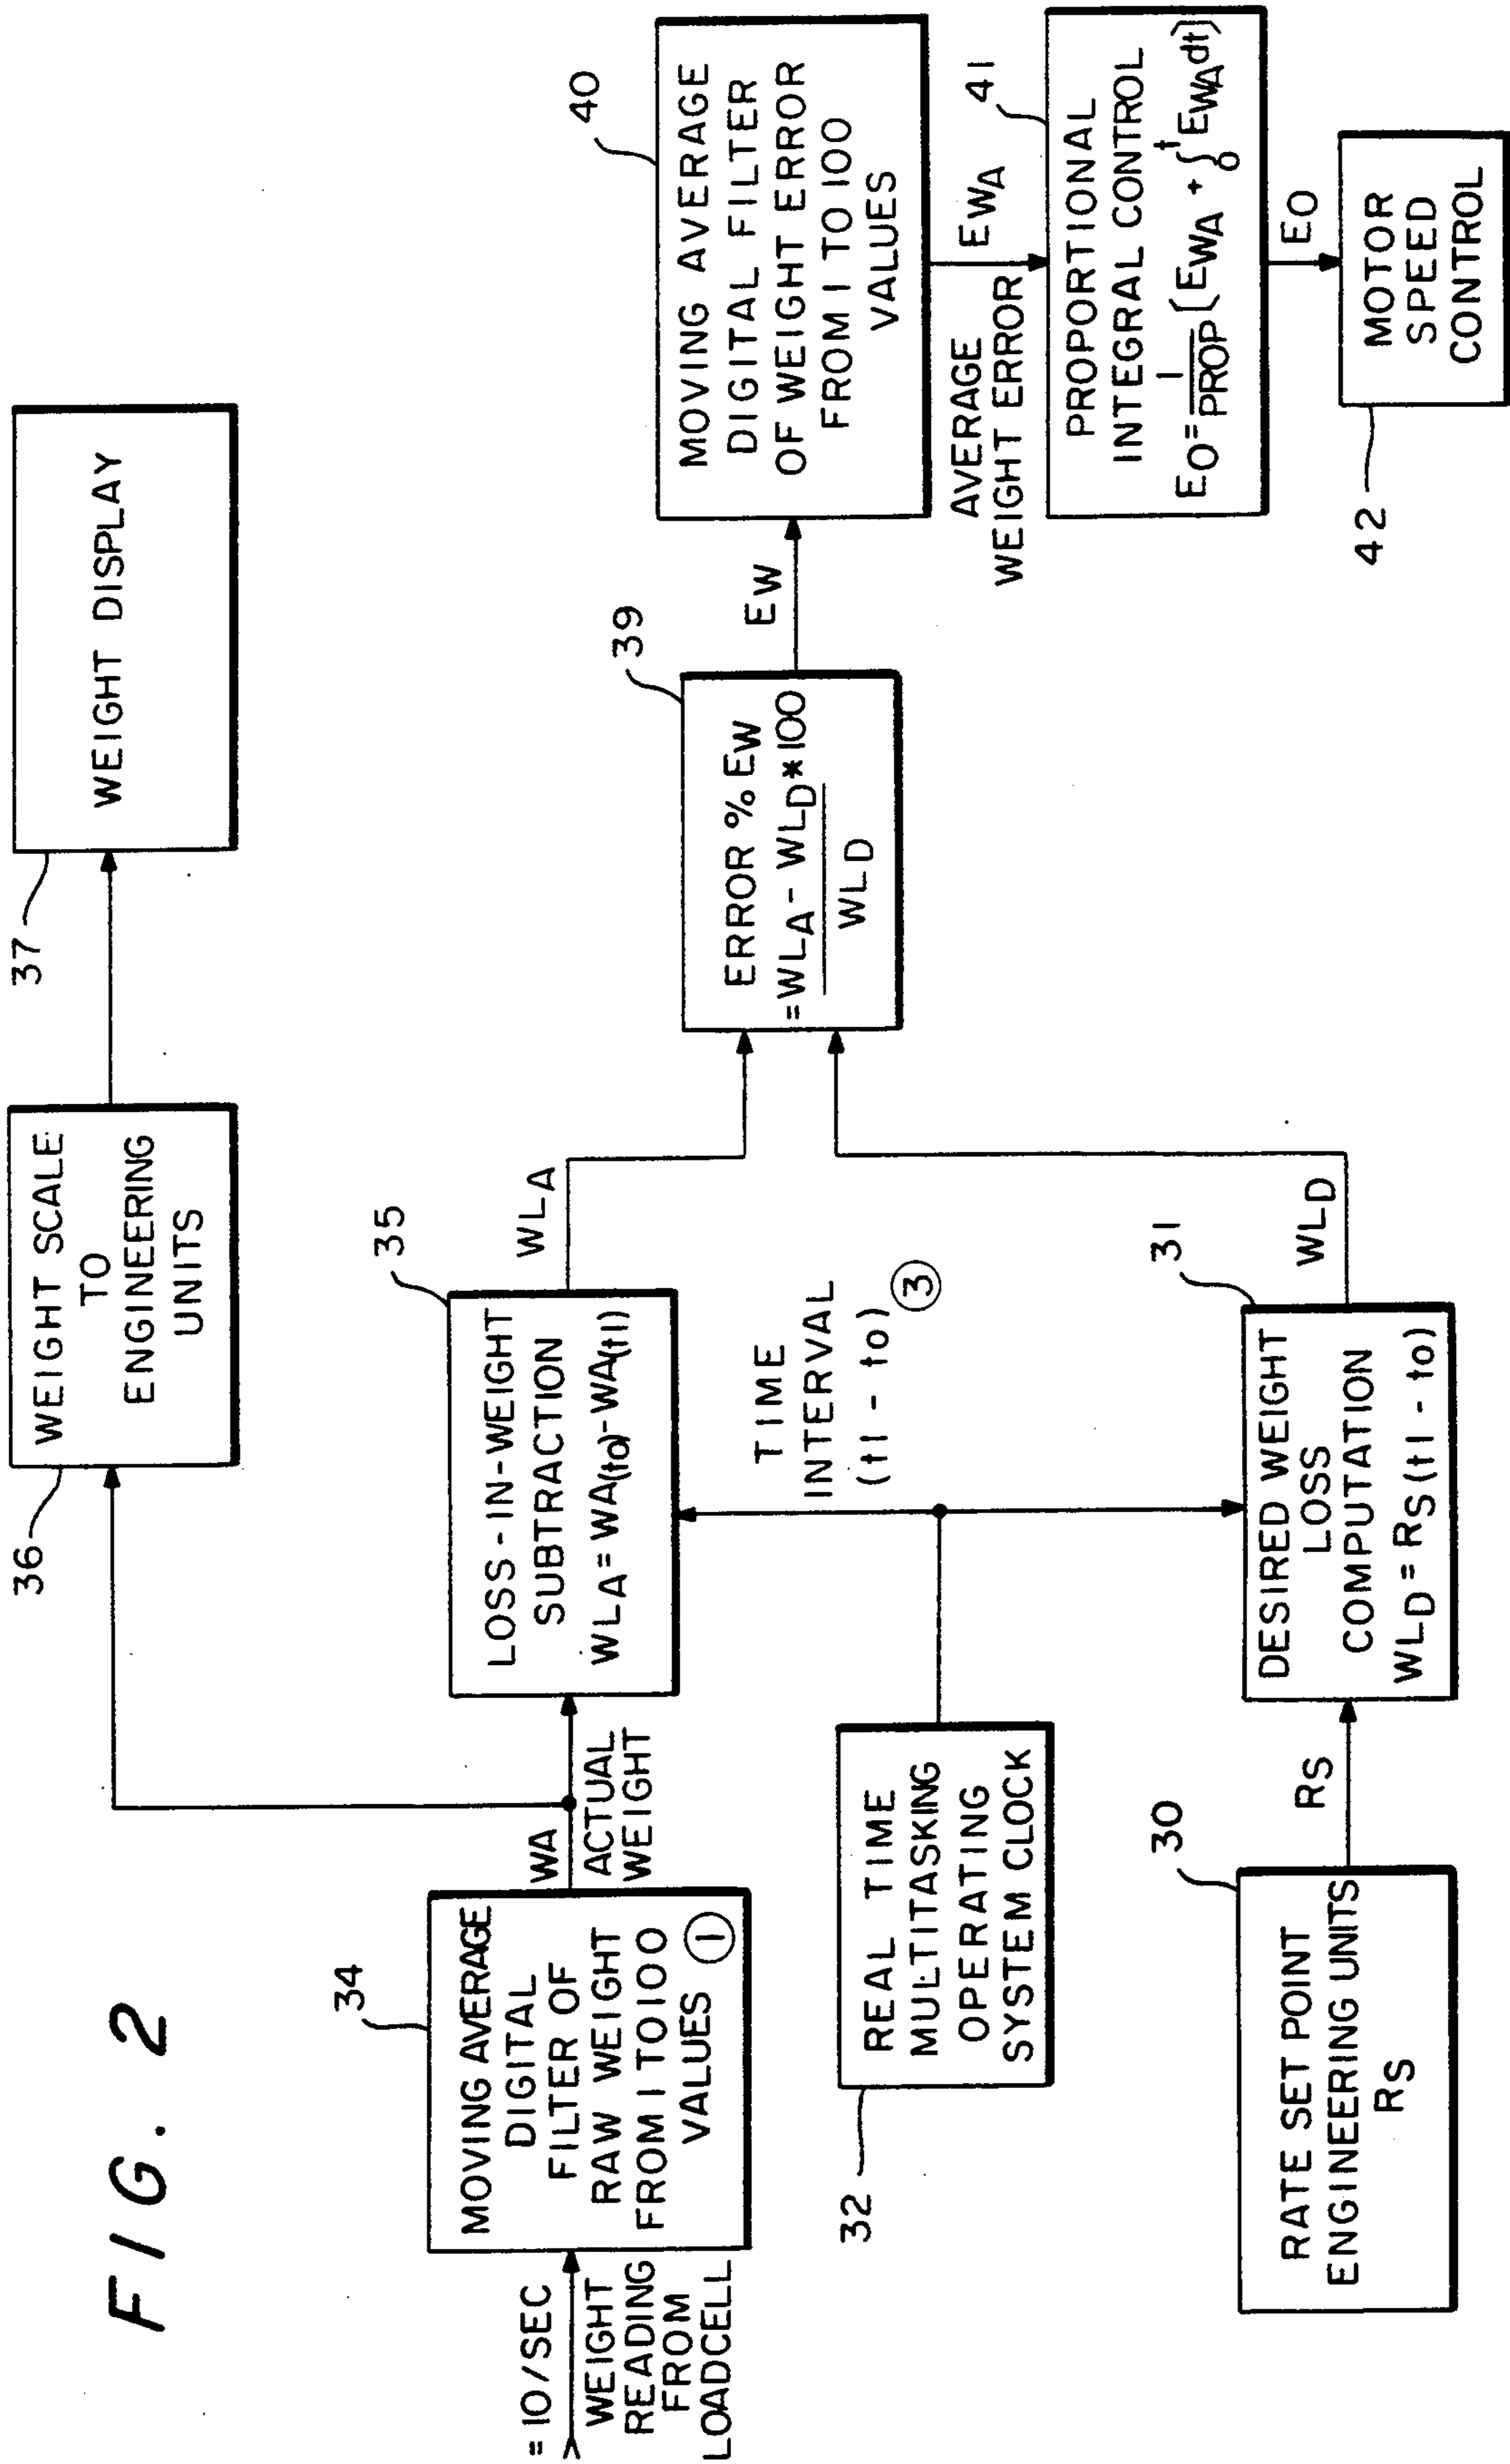 FIG. 2
= 10/SEC
WEIGHT
READING
FROM
LOADCELL
34
MOVING AVERAGE
DIGITAL
FILTER OF
RAW WEIGHT
FROM 1 TO 100
VALUES ①
WA
ACTUAL
WEIGHT
36
WEIGHT SCALE
TO
ENGINEERING
UNITS
37
WEIGHT DISPLAY
35
LOSS-IN-WEIGHT
SUBTRACTION
WLA = WA(to)-WA(t1)
WLA
32
REAL TIME
MULTITASKING
OPERATING
SYSTEM CLOCK
TIME
INTERVAL
(t1 - to) ③
30
RATE SET POINT
ENGINEERING UNITS
RS
RS
31
DESIRED WEIGHT
LOSS
COMPUTATION
WLD = RS (t1 - to)
WLD
39
ERROR % EW
= WLA - WLD * 100
WLD
EW
40
MOVING AVERAGE
DIGITAL FILTER
OF WEIGHT ERROR
FROM 1 TO 100
VALUES
AVERAGE
WEIGHT ERROR
EWA
41
PROPORTIONAL
INTEGRAL CONTROL
EO = 1/PROP (EWA + ∫₀ᵗ EWA dt)
EO
42
MOTOR
SPEED
CONTROL